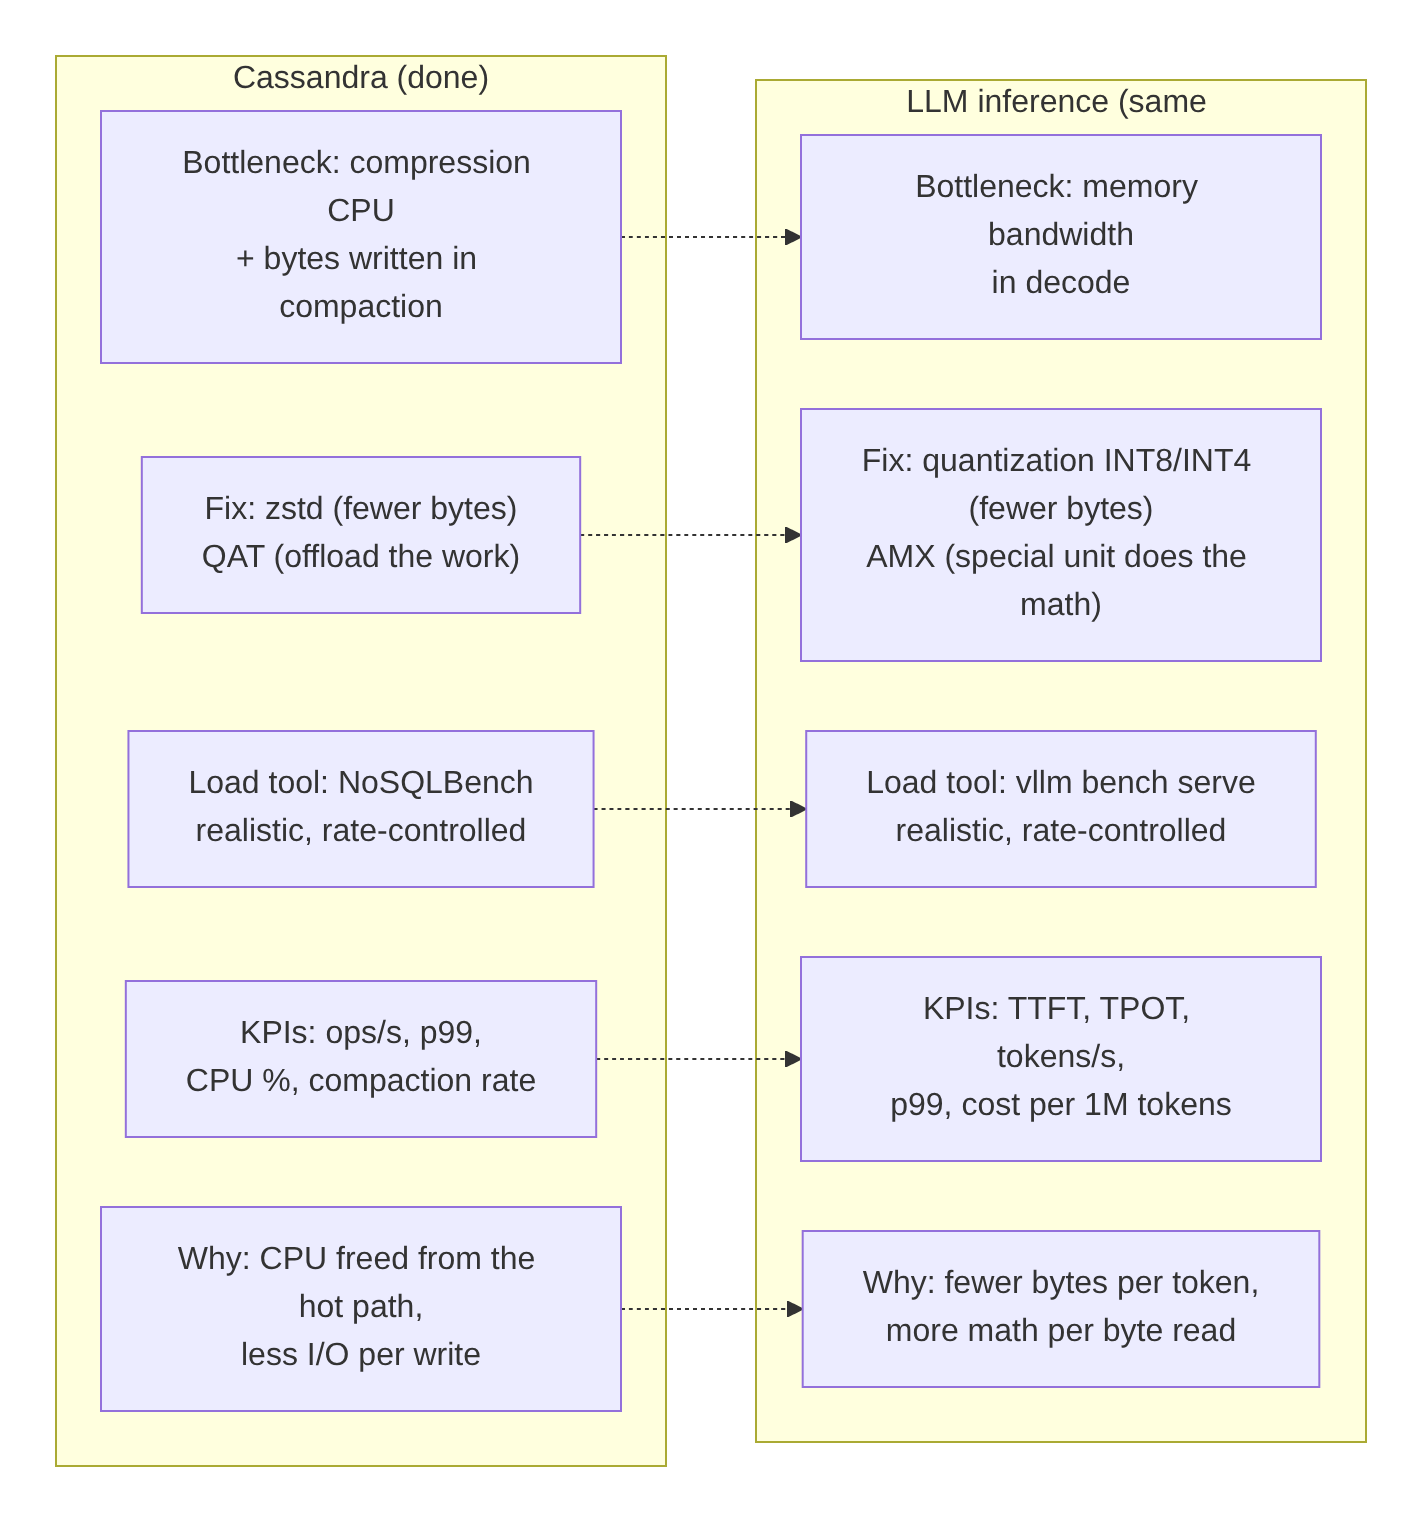 Cassandra (done)
Bottleneck: compression
CPU
+ bytes written in
compaction
Fix: zstd (fewer bytes)
QAT (offload the work)
Load tool: NoSQLBench
realistic, rate-controlled
KPIs: ops/s, p99,
CPU %, compaction rate
Why: CPU freed from the
hot path,
less I/O per write
LLM inference (same
Bottleneck: memory
bandwidth
in decode
Fix: quantization INT8/INT4
(fewer bytes)
AMX (special unit does the
math)
Load tool: vllm bench serve
realistic, rate-controlled
KPIs: TTFT, TPOT,
tokens/s,
p99, cost per 1M tokens
Why: fewer bytes per token,
more math per byte read